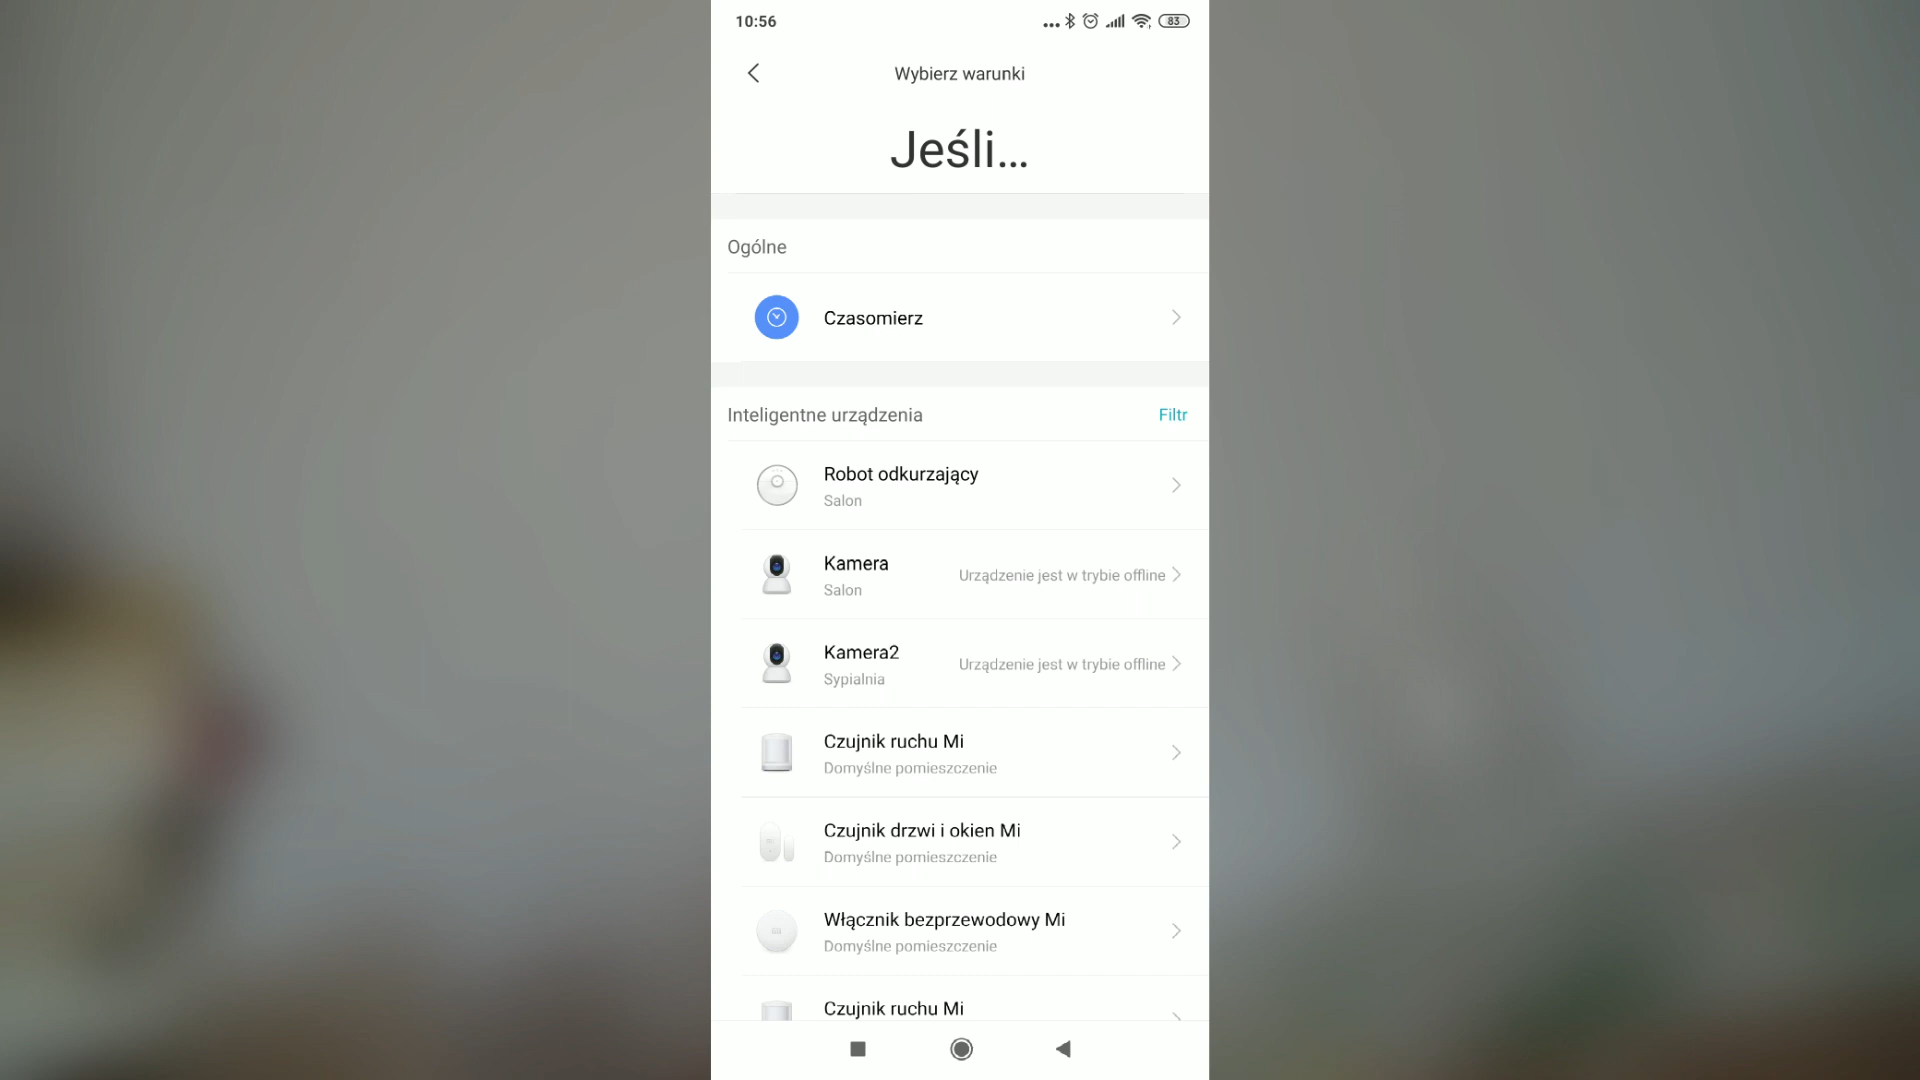 10:56
83
Wybierz warunki
Jeśli...
Ogólne
Czasomierz
Inteligentne urządzenia
Filtr
Robot odkurzający
Salon
Kamera
Salon
Urządzenie jest w trybie offline
Kamera2
Sypialnia
Urządzenie jest w trybie offline
Czujnik ruchu Mi
Domyślne pomieszczenie
Czujnik drzwi i okien Mi
Domyślne pomieszczenie
Włącznik bezprzewodowy Mi
Domyślne pomieszczenie
Czujnik ruchu Mi